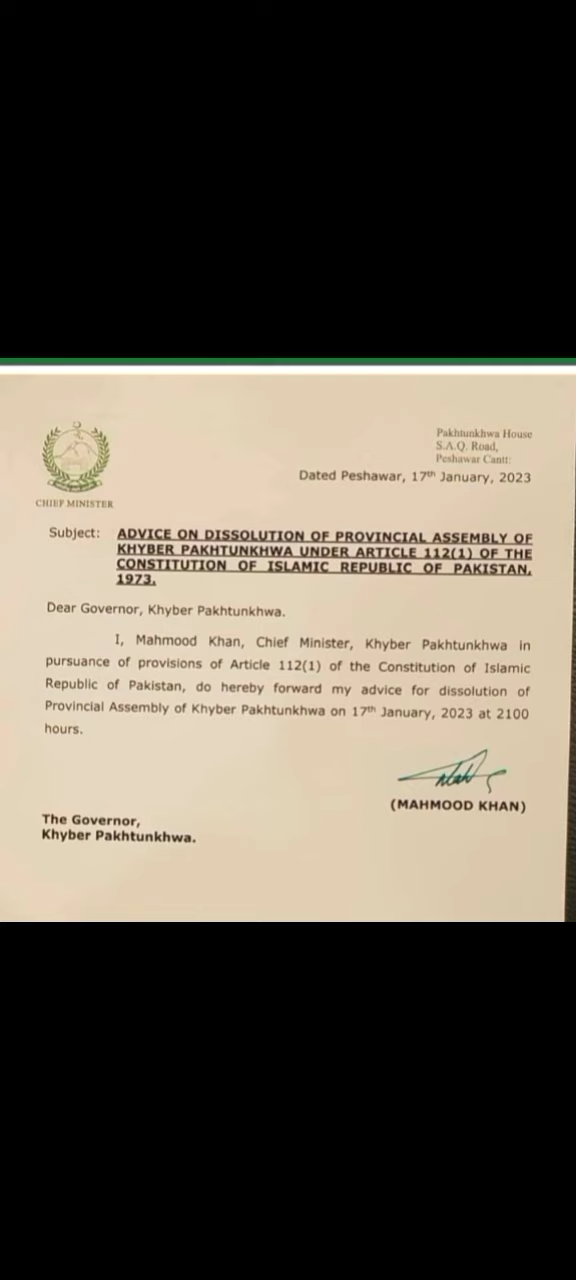 Pakhtunkhwa House
S.A.Q. Road,
Peshawar Cantt:
CHIEF MINISTER
Dated Peshawar, 17th January, 2023
Subject: ADVICE ON DISSOLUTION OF PROVINCIAL ASSEMBLY OF
KHYBER PAKHTUNKHWA UNDER ARTICLE 112(1) OF THE
CONSTITUTION OF ISLAMIC REPUBLIC OF PAKISTAN,
1973.
Dear Governor, Khyber Pakhtunkhwa.
I, Mahmood Khan, Chief Minister, Khyber Pakhtunkhwa in
pursuance of provisions of Article 112(1) of the Constitution of Islamic
Republic of Pakistan, do hereby forward my advice for dissolution of
Provincial Assembly of Khyber Pakhtunkhwa on 17th January, 2023 at 2100
hours.
(MAHMOOD KHAN)
The Governor,
Khyber Pakhtunkhwa.